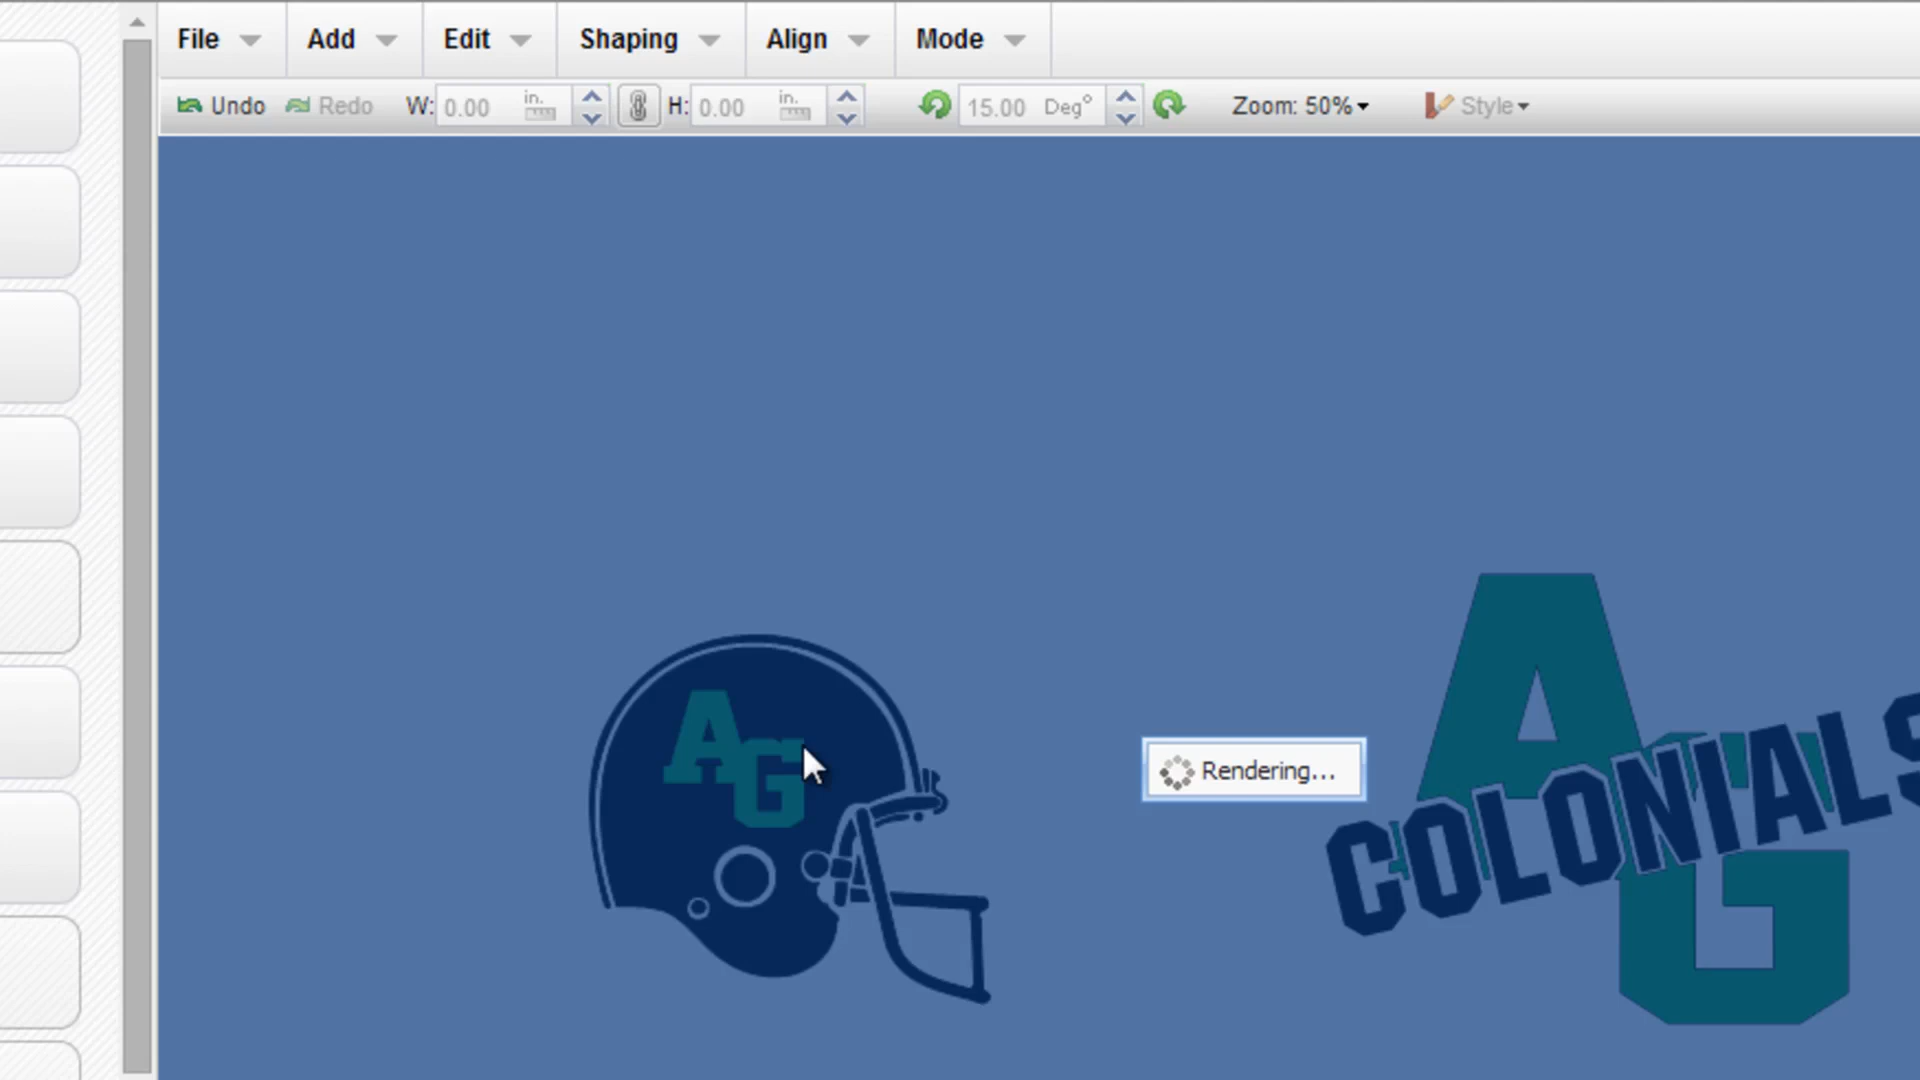 File Add Edit Shaping Align Mode
Undo Redo W: 0.00 in. H: 0.00 in. 15.00 Deg° Zoom: 50% Style
AG
AG
COLONIALS
Rendering...